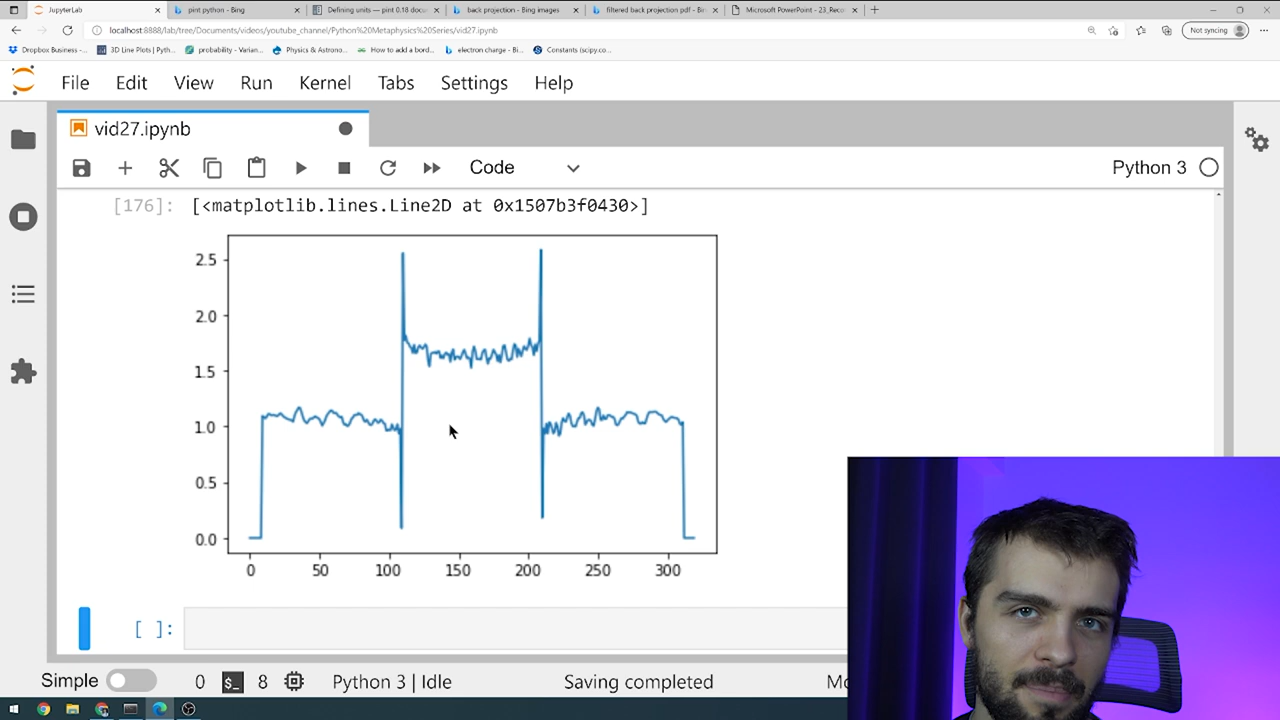 JupyterLab
pint python - Bing
Defining units — pint 0.18 docu...
back projection - Bing images
filtered back projection pdf - Bin
Microsoft PowerPoint - 23_Reco
localhost:8888/lab/tree/Documents/videos/youtube_channel/Python%20Metaphysics%20Series/vid27.ipynb
Not syncing
Dropbox Business -...
3D Line Plots | Pyth...
probability - Varian...
Physics & Astrono...
How to add a bord...
electron charge - Bi...
Constants (scipy.co...
File Edit View Run Kernel Tabs Settings Help
vid27.ipynb
Code
Python 3
[176]: [<matplotlib.lines.Line2D at 0x1507b3f0430>]
2.5
2.0
1.5
1.0
0.5
0.0
0 50 100 150 200 250 300
[ ]:
Simple 0 $_ 8 Python 3 | Idle Saving completed